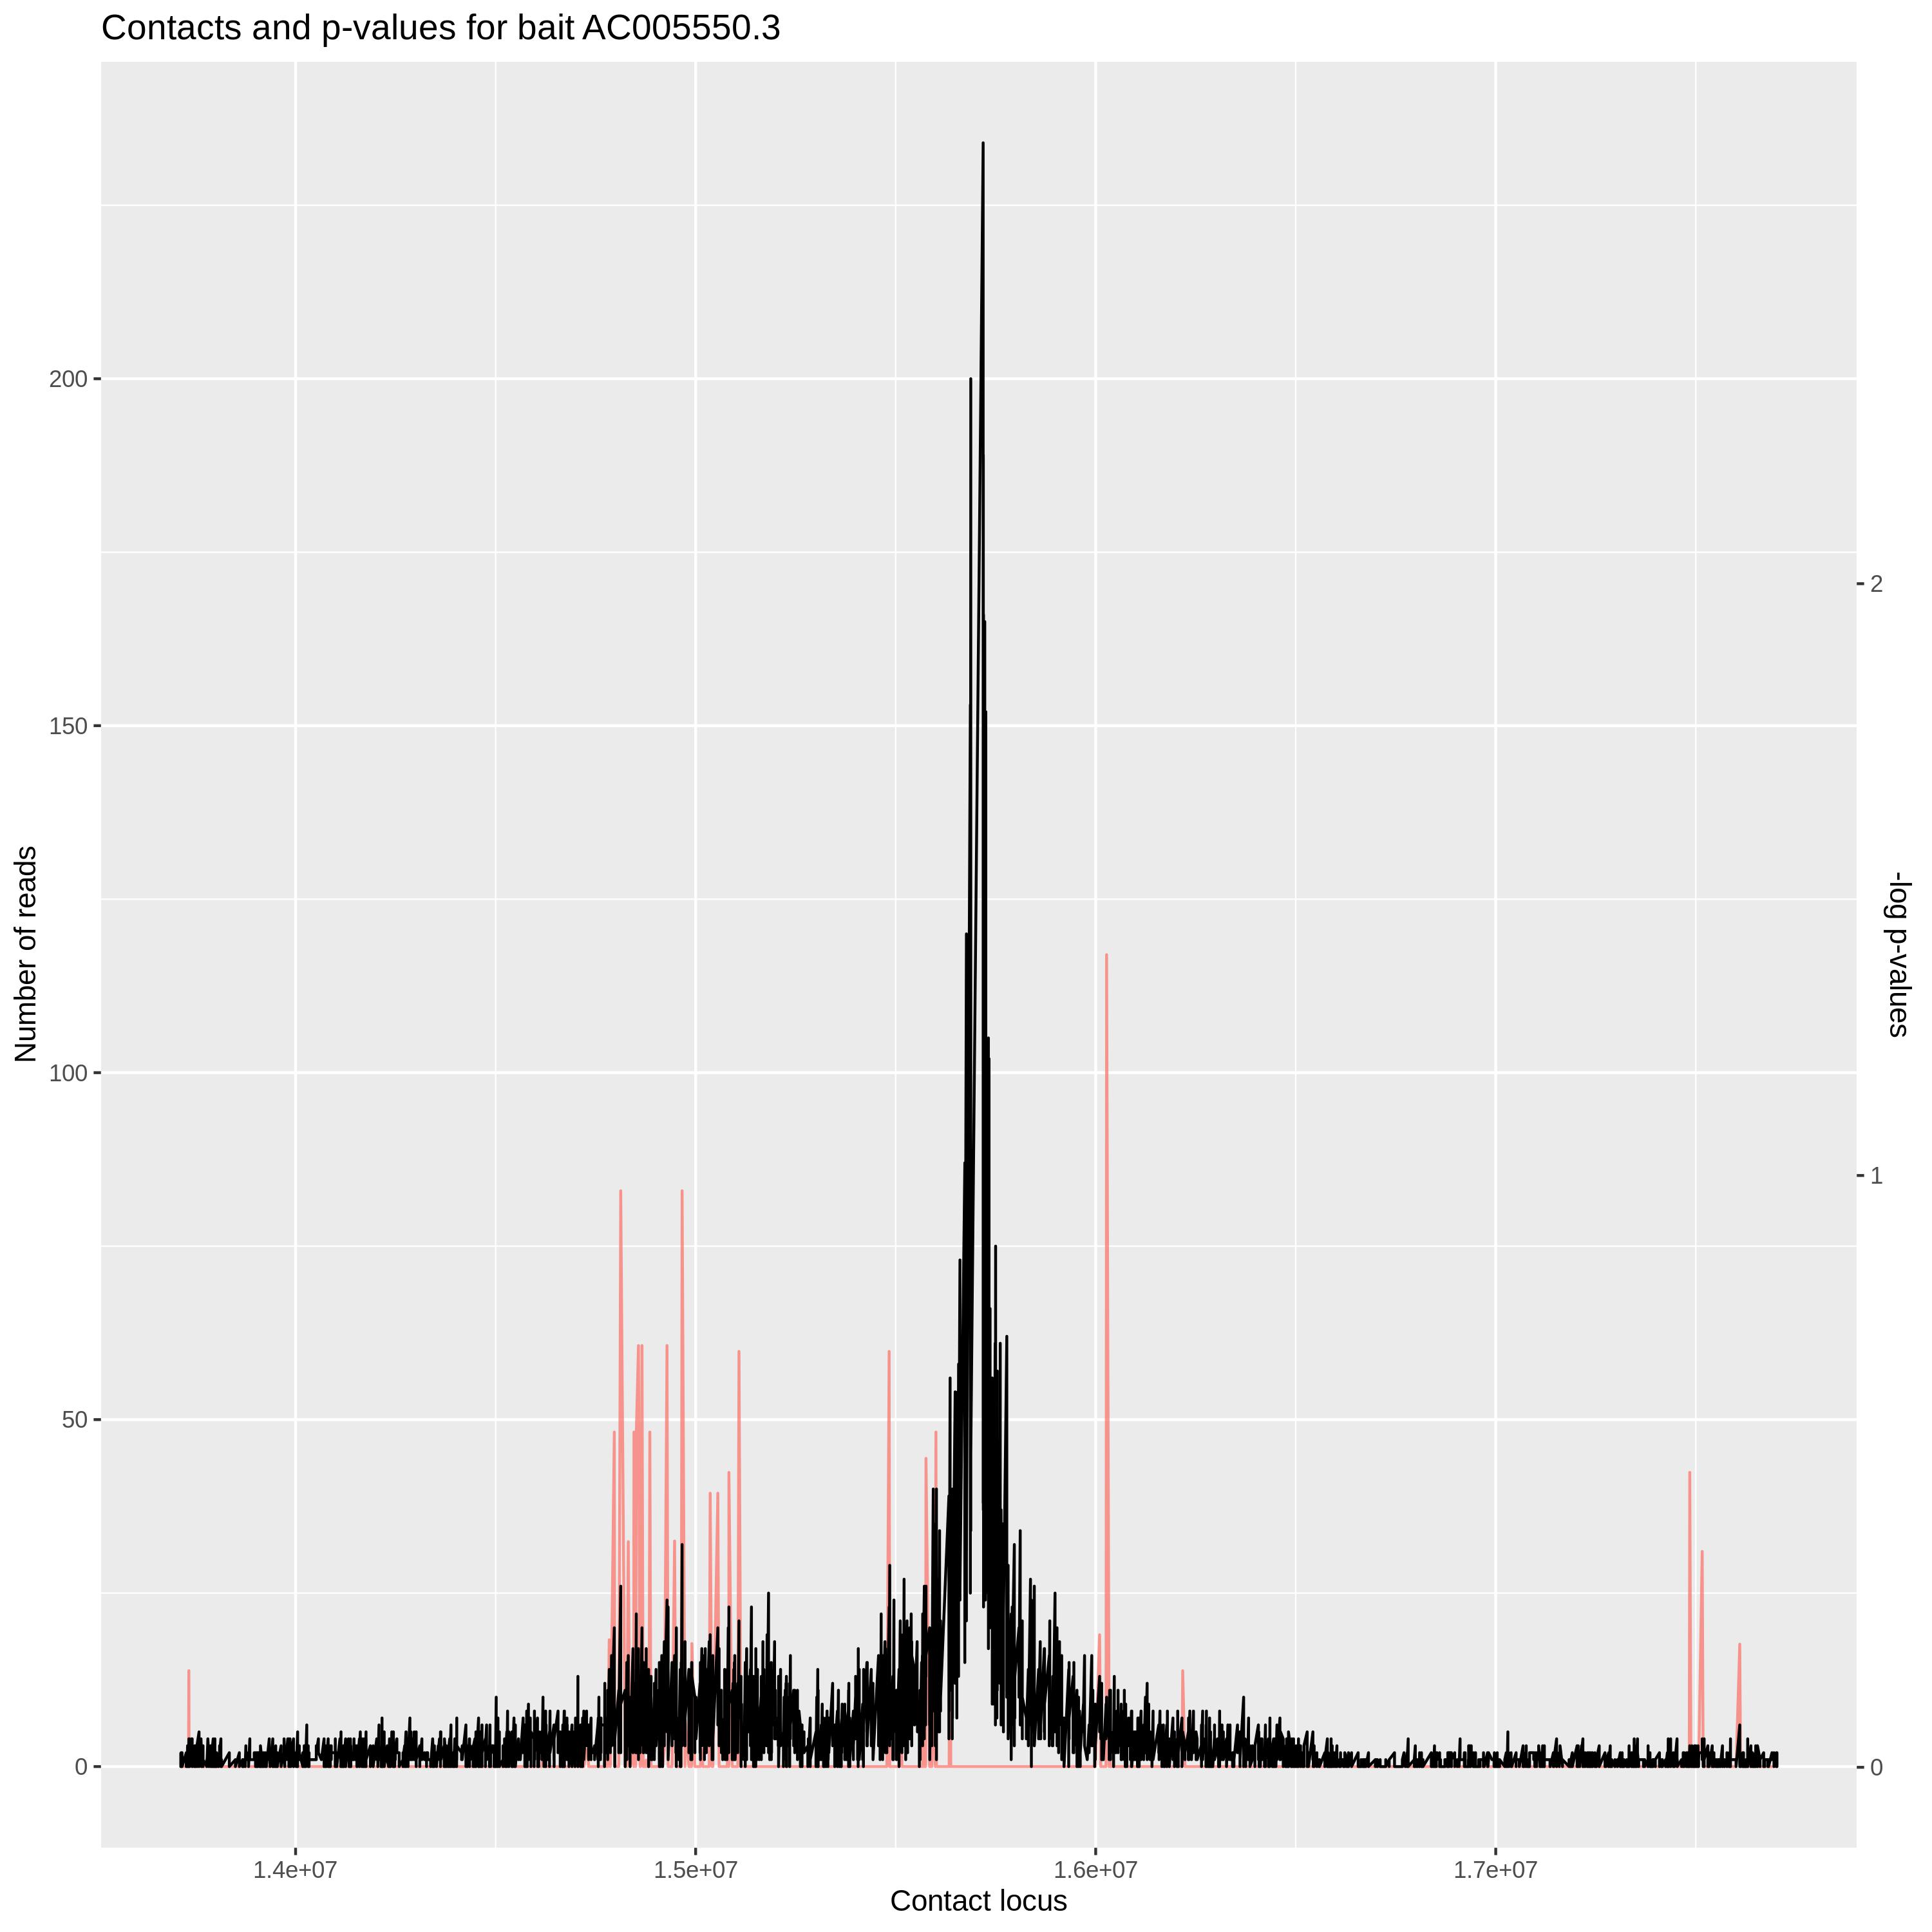 Contacts and p-values for bait AC005550.3
Number of reads
200
150
100
50
0
2
1
0
-log p-values
1.4e+07
1.5e+07
1.6e+07
1.7e+07
Contact locus